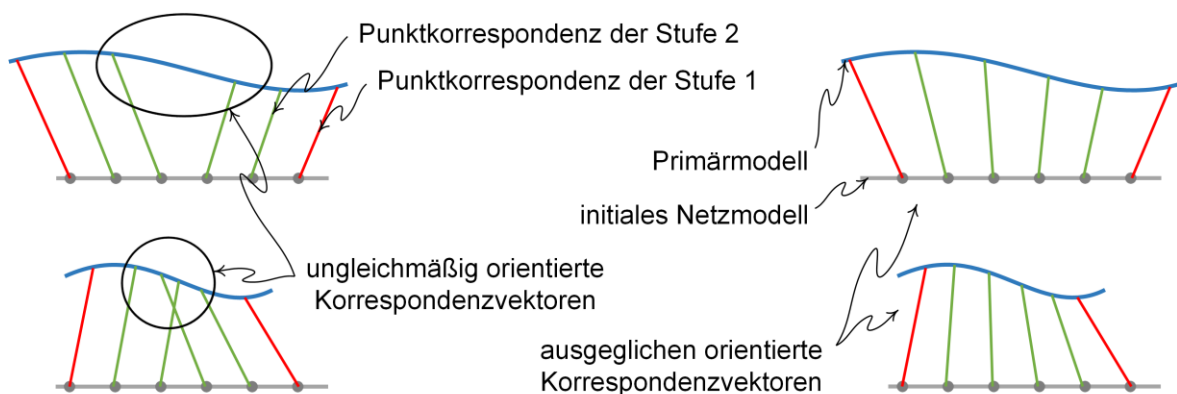 Punktkorrespondenz der Stufe 2
Punktkorrespondenz der Stufe 1
ungleichmäßig orientierte
Korrespondenzvektoren
Primärmodell
initiales Netzmodell
ausgeglichen orientierte
Korrespondenzvektoren